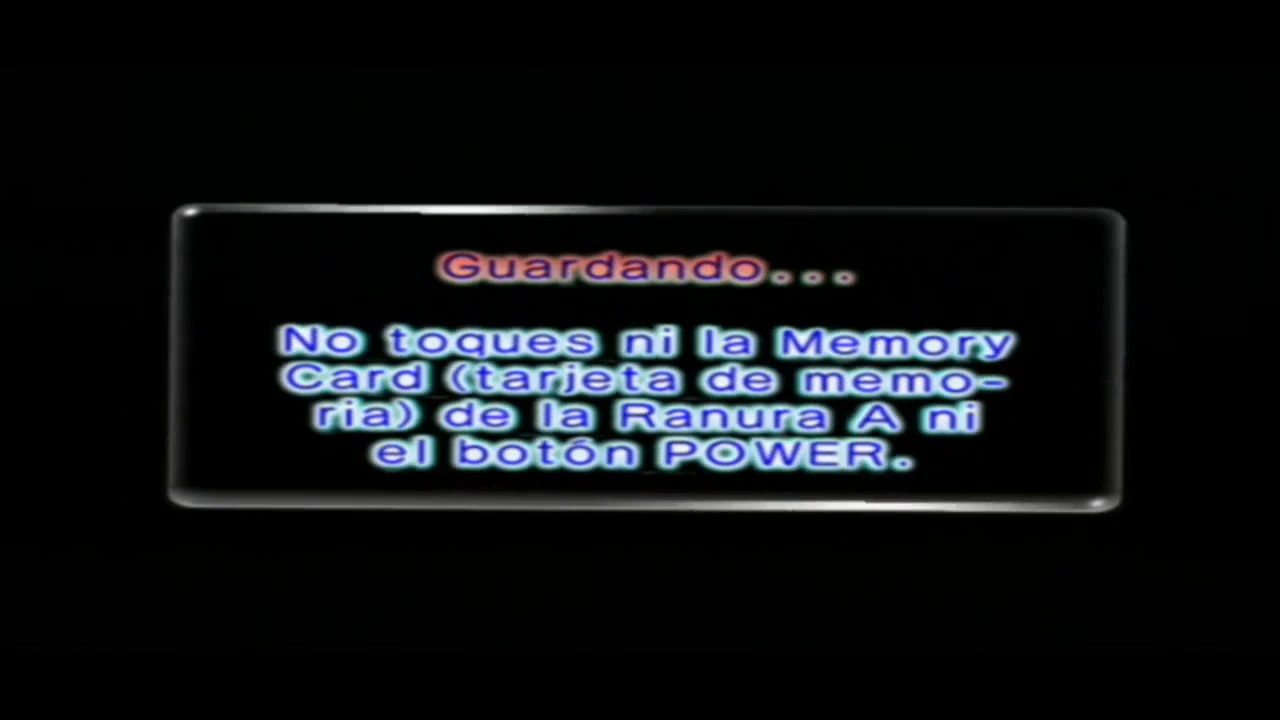 Guardando...
No toques ni la Memory
Card (tarjeta de memo-
ria) de la Ranura A ni
el botón POWER.